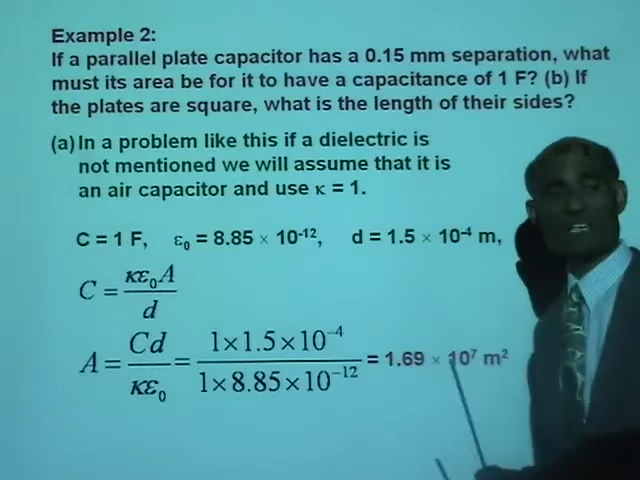 Example 2:
If a parallel plate capacitor has a 0.15 mm separation, what
must its area be for it to have a capacitance of 1 F? (b) If
the plates are square, what is the length of their sides?
(a) In a problem like this if a dielectric is
not mentioned we will assume that it is
an air capacitor and use κ = 1.
C = 1 F, ε₀ = 8.85 × 10⁻¹², d = 1.5 × 10⁻⁴ m,
C = κε₀A / d
A = Cd / κε₀ = 1×1.5×10⁻⁴ / 1×8.85×10⁻¹² = 1.69 × 10⁷ m²